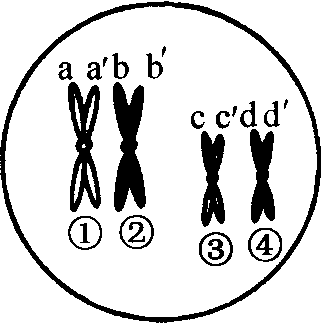 a a′ b b′
c c′ d d′
① ②
③ ④